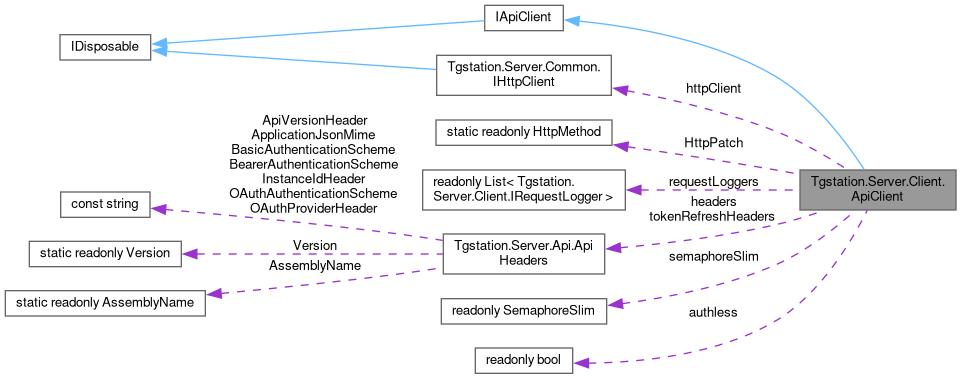 IApiClient
IDisposable
Tgstation.Server.Common.
IHttpClient
httpClient
ApiVersionHeader
ApplicationJsonMime
BasicAuthenticationScheme
BearerAuthenticationScheme
InstanceIdHeader
OAuthAuthenticationScheme
OAuthProviderHeader
static readonly HttpMethod
HttpPatch
readonly List< Tgstation.
Server.Client.IRequestLogger >
requestLoggers
Tgstation.Server.Client.
ApiClient
const string
headers
tokenRefreshHeaders
static readonly Version
Version
Tgstation.Server.Api.Api
Headers
AssemblyName
static readonly AssemblyName
semaphoreSlim
readonly SemaphoreSlim
authless
readonly bool